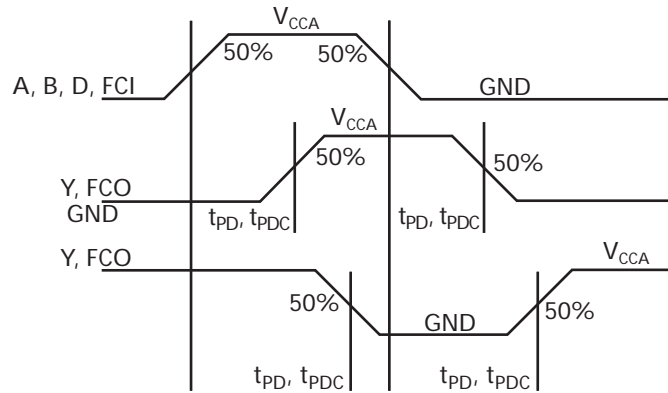 V_CCA
50% 50%
A, B, D, FCI
GND
V_CCA
50%
50%
Y, FCO
GND
t_PD, t_PDC
t_PD, t_PDC
Y, FCO
V_CCA
50%
GND
50%
t_PD, t_PDC
t_PD, t_PDC